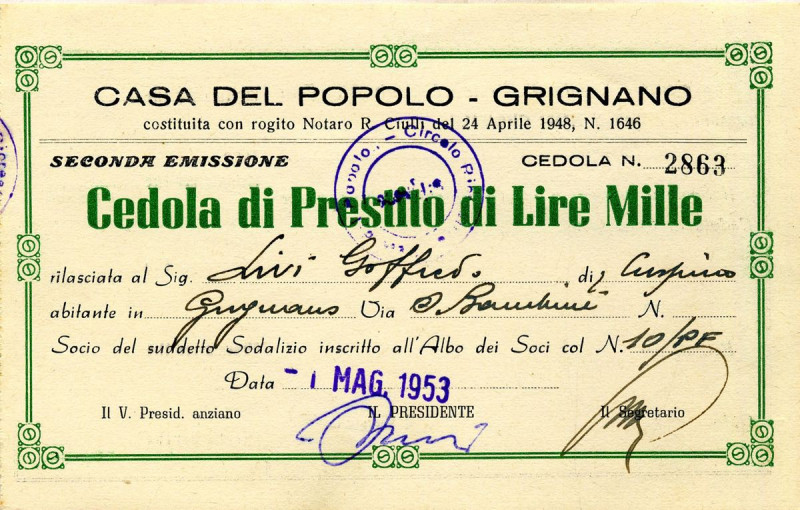 CASA DEL POPOLO - GRIGNANO
costituita con rogito Notaro R. Ciulli del 24 Aprile 1948, N. 1646
SECONDA EMISSIONE CEDOLA N. 2863
Cedola di Prestito di Lire Mille
rilasciata al Sig. Livi Goffredo di
abitante in Grignano Via N.
Socio del suddetto Sodalizio inscritto all'Albo dei Soci col N. 10/PF
Data - 1 MAG. 1953
Il V. Presid. anziano IL PRESIDENTE Il Segretario
- Circolo